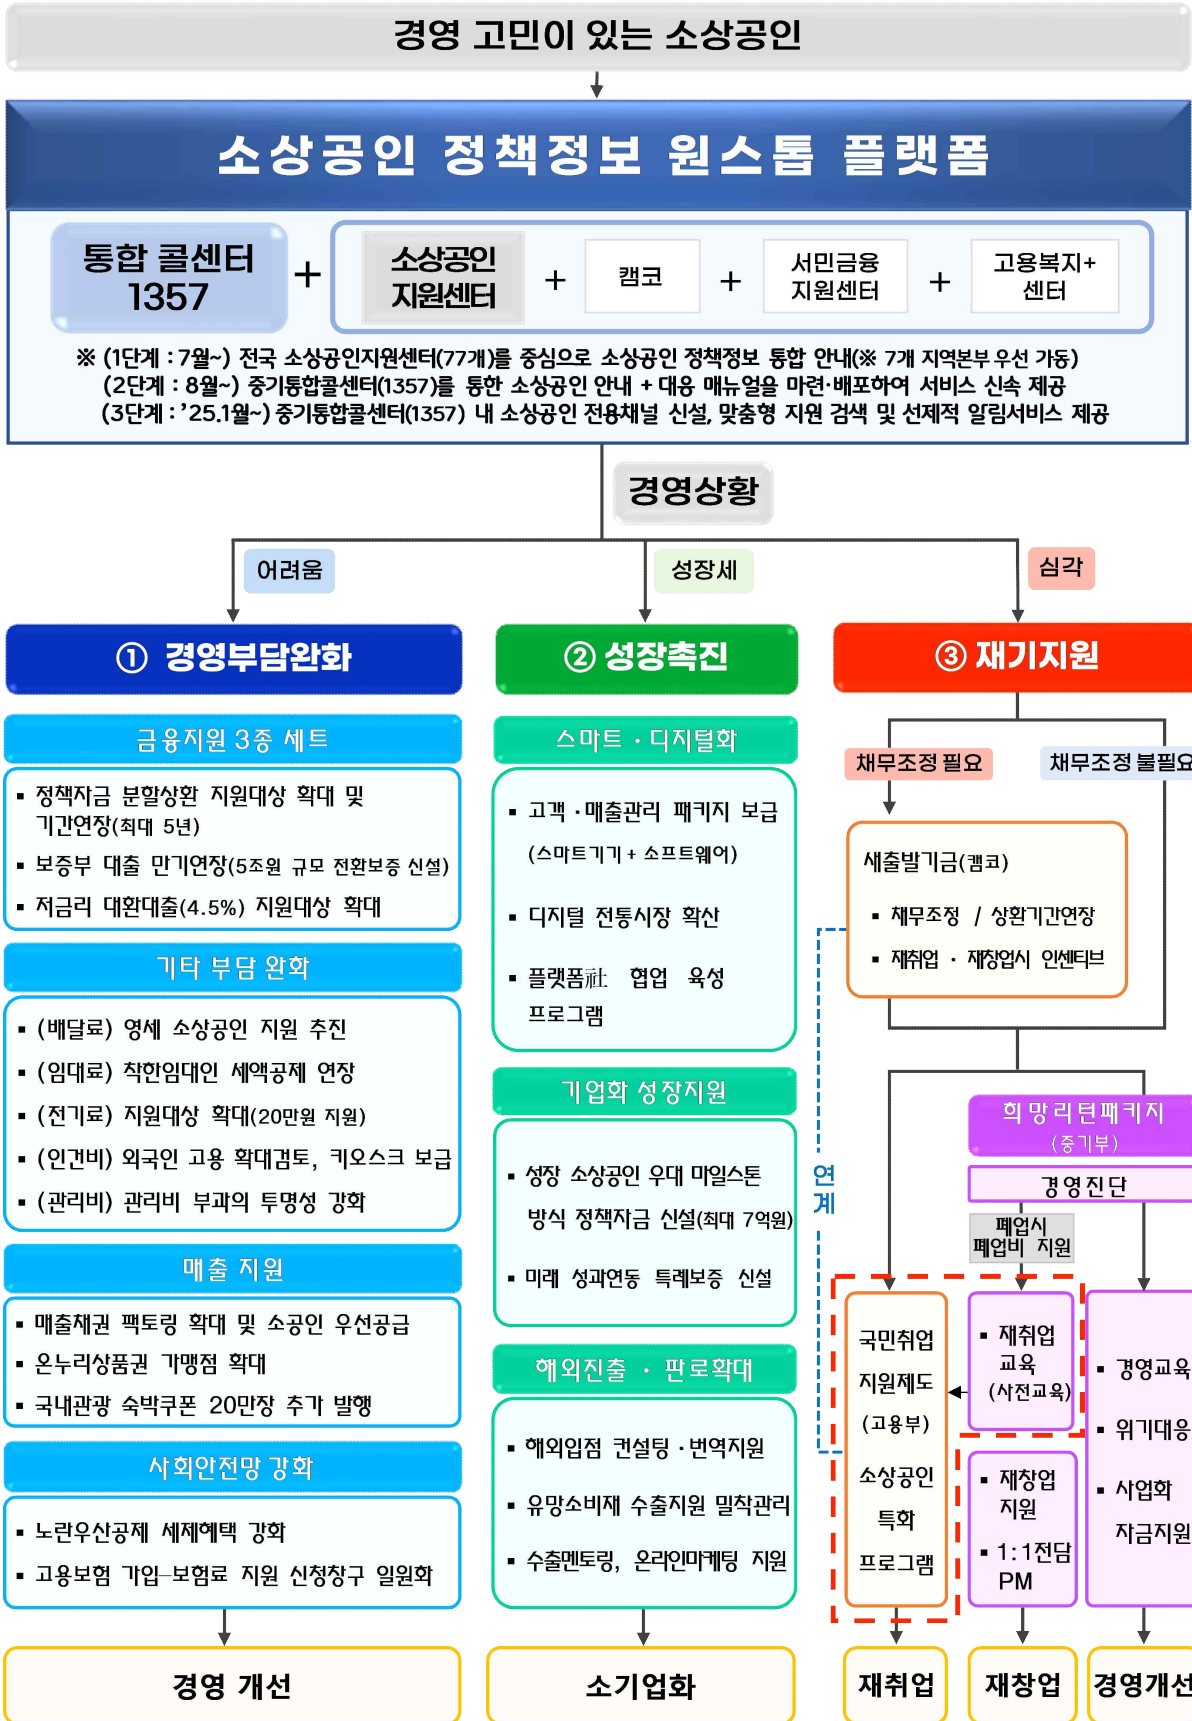 경영 고민이 있는 소상공인
소상공인 정책정보 원스톱 플랫폼
통합 콜센터
1357
+
소상공인
지원센터
+
캠코
+
서민금융
지원센터
+
고용복지+
센터
※ (1단계 : 7월~) 전국 소상공인지원센터(77개)를 중심으로 소상공인 정책정보 통합 안내(※ 7개 지역본부 우선 가동)
(2단계 : 8월~) 중기통합콜센터(1357)를 통한 소상공인 안내 + 대응 매뉴얼을 마련·배포하여 서비스 신속 제공
(3단계 : ’25.1월~) 중기통합콜센터(1357) 내 소상공인 전용채널 신설, 맞춤형 지원 검색 및 선제적 알림서비스 제공
경영상황
어려움
성장세
심각
① 경영부담완화
금융지원 3종 세트
▪ 정책자금 분할상환 지원대상 확대 및
기간연장(최대 5년)
▪ 보증부 대출 만기연장(5조원 규모 전환보증 신설)
▪ 저금리 대환대출(4.5%) 지원대상 확대
기타 부담 완화
▪ (배달료) 영세 소상공인 지원 추진
▪ (임대료) 착한임대인 세액공제 연장
▪ (전기료) 지원대상 확대(20만원 지원)
▪ (인건비) 외국인 고용 확대검토, 키오스크 보급
▪ (관리비) 관리비 부과의 투명성 강화
매출 지원
▪ 매출채권 팩토링 확대 및 소공인 우선공급
▪ 온누리상품권 가맹점 확대
▪ 국내관광 숙박쿠폰 20만장 추가 발행
사회안전망 강화
▪ 노란우산공제 세제혜택 강화
▪ 고용보험 가입–보험료 지원 신청창구 일원화
경영 개선
② 성장촉진
스마트 · 디지털화
▪ 고객 · 매출관리 패키지 보급
(스마트기기 + 소프트웨어)
▪ 디지털 전통시장 확산
▪ 플랫폼社 협업 육성
프로그램
기업화 성장지원
▪ 성장 소상공인 우대 마일스톤
방식 정책자금 신설(최대 7억원)
▪ 미래 성과연동 특례보증 신설
해외진출 · 판로확대
▪ 해외입점 컨설팅 · 번역지원
▪ 유망소비재 수출지원 밀착관리
▪ 수출멘토링, 온라인마케팅 지원
소기업화
③ 재기지원
채무조정 필요
채무조정 불필요
새출발기금(캠코)
▪ 채무조정 / 상환기간연장
▪ 재취업 · 재창업시 인센티브
연계
희망리턴패키지
(중기부)
경영진단
폐업시
폐업비 지원
국민취업
지원제도
(고용부)
소상공인
특화
프로그램
▪ 재취업
교육
(사전교육)
▪ 재창업
지원
▪ 1:1전담
PM
▪ 경영교육
▪ 위기대응
▪ 사업화
자금지원
재취업
재창업
경영개선